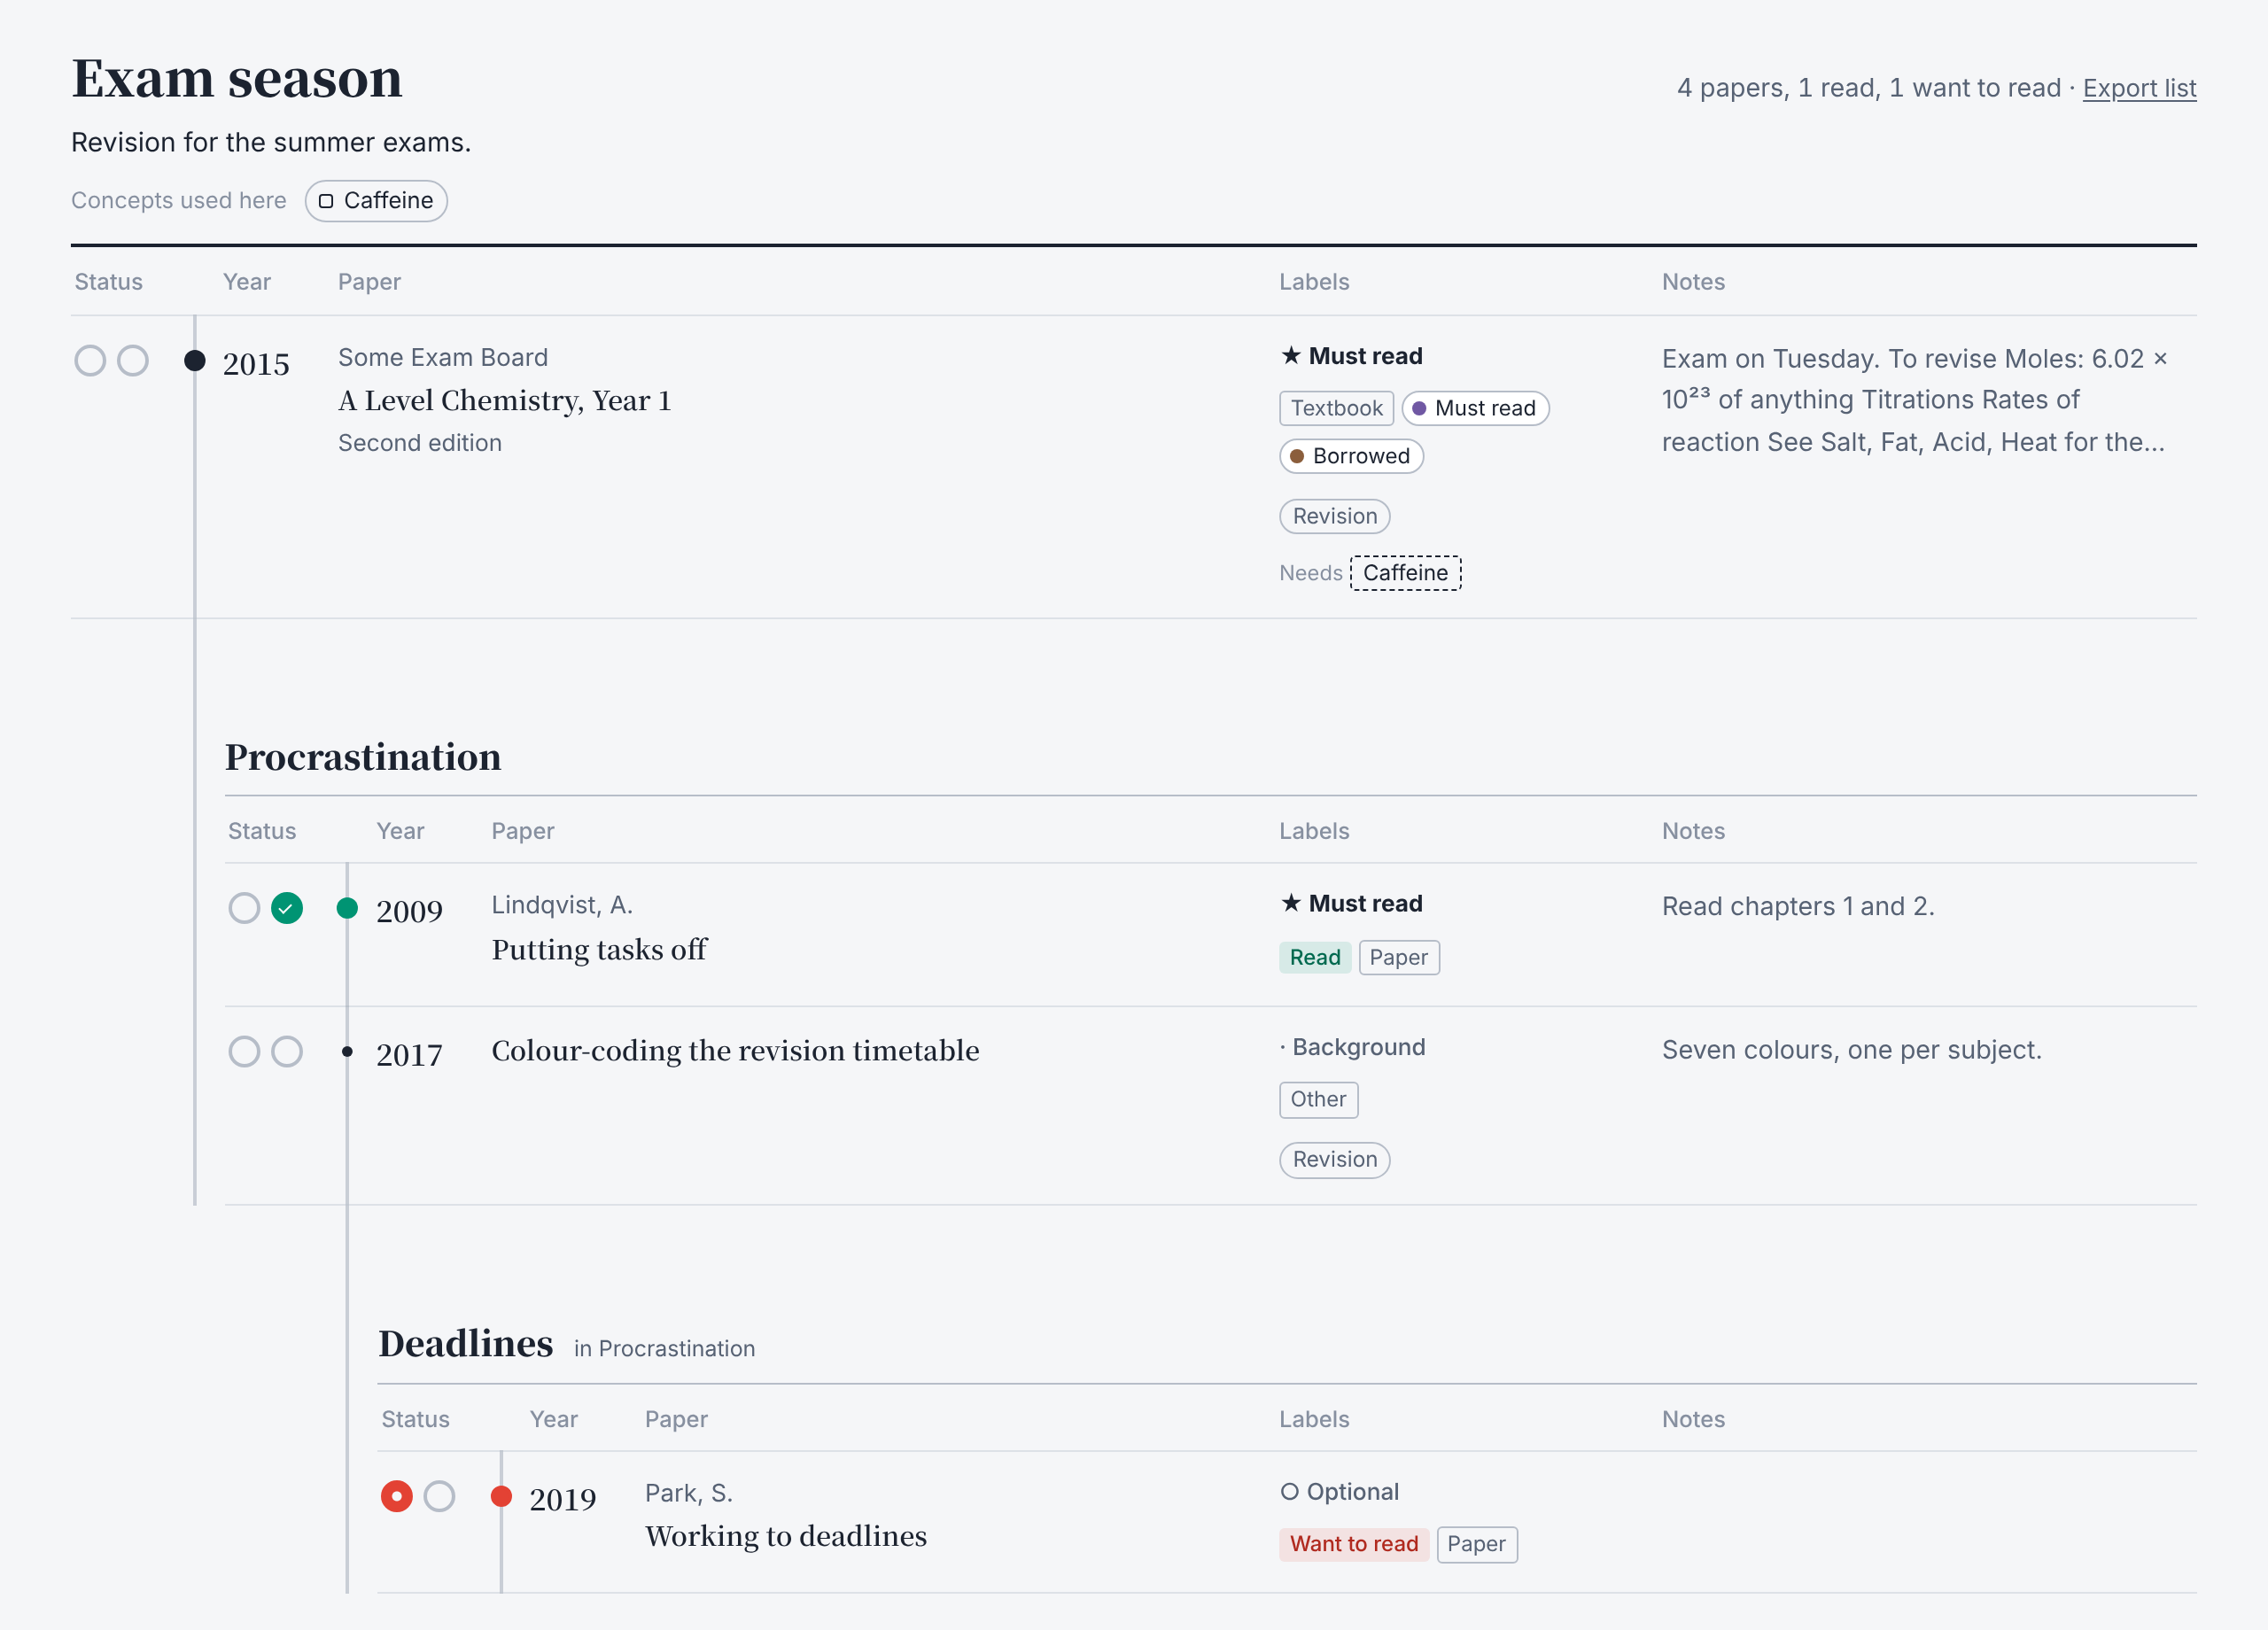 Exam season
4 papers, 1 read, 1 want to read · Export list
Revision for the summer exams.
Concepts used here Caffeine
Status Year Paper Labels Notes
2015
Some Exam Board
A Level Chemistry, Year 1
Second edition
★ Must read
Textbook Must read
Borrowed
Revision
Needs Caffeine
Exam on Tuesday. To revise Moles: 6.02 ×
10²³ of anything Titrations Rates of
reaction See Salt, Fat, Acid, Heat for the…
Procrastination
Status Year Paper Labels Notes
2009
Lindqvist, A.
Putting tasks off
★ Must read
Read Paper
Read chapters 1 and 2.
2017
Colour-coding the revision timetable
· Background
Other
Revision
Seven colours, one per subject.
Deadlines in Procrastination
Status Year Paper Labels Notes
2019
Park, S.
Working to deadlines
Optional
Want to read Paper